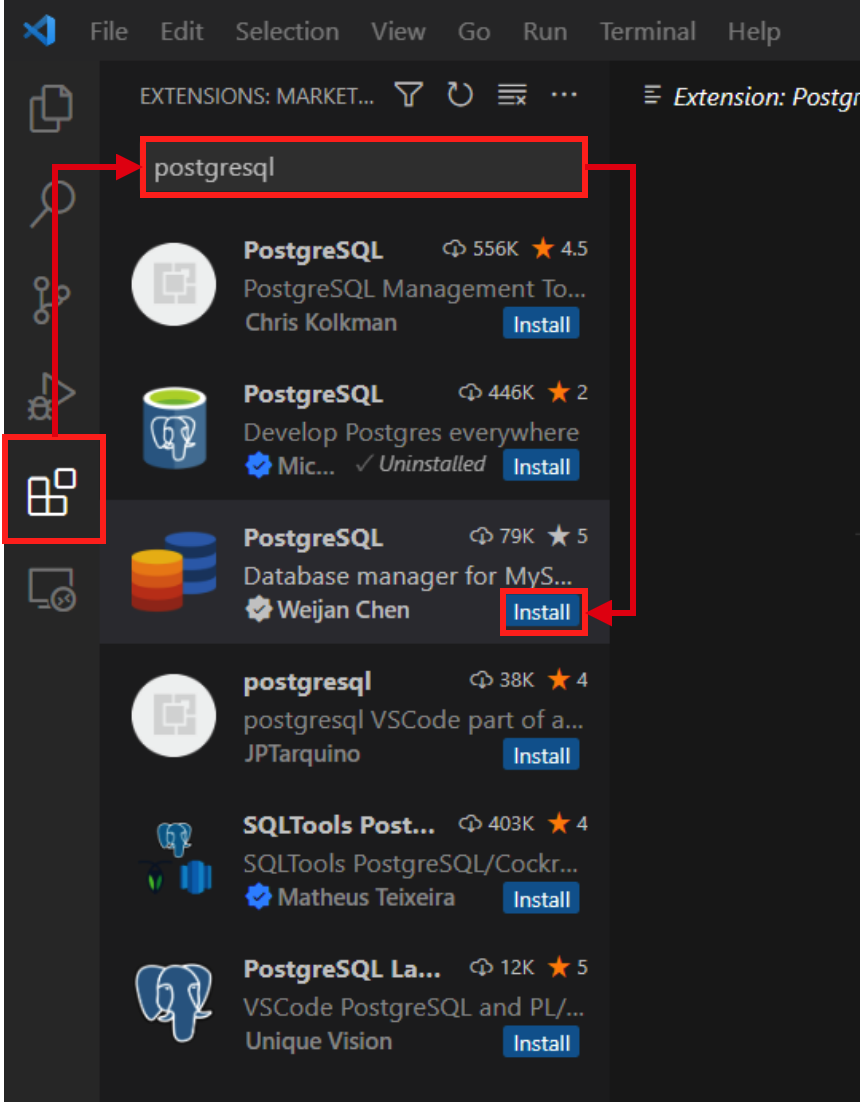 File Edit Selection View Go Run Terminal Help
EXTENSIONS: MARKET...
Extension: Postgr
postgresql
PostgreSQL 556K 4.5
PostgreSQL Management To...
Chris Kolkman Install
PostgreSQL 446K 2
Develop Postgres everywhere
Mic... Uninstalled Install
PostgreSQL 79K 5
Database manager for MyS...
Weijan Chen Install
postgresql 38K 4
postgresql VSCode part of a...
JPTarquino Install
SQLTools Post... 403K 4
SQLTools PostgreSQL/Cockr...
Matheus Teixeira Install
PostgreSQL La... 12K 5
VSCode PostgreSQL and PL/...
Unique Vision Install